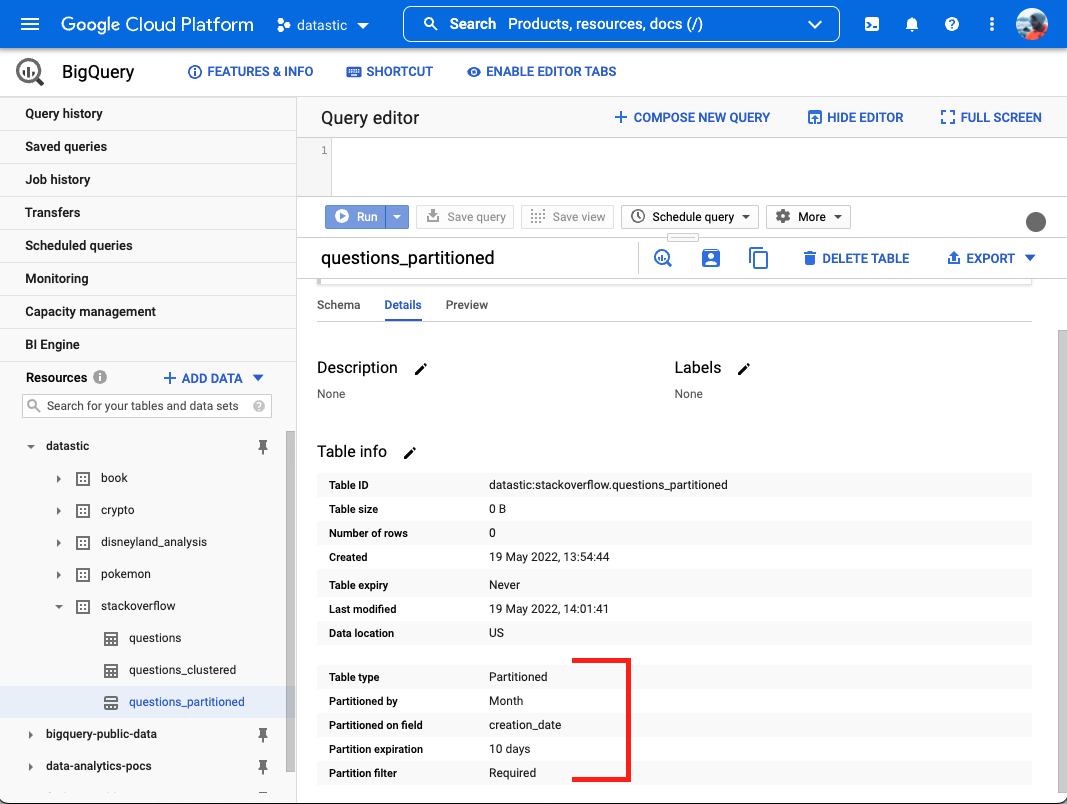 Google Cloud Platform
datastic
Search Products, resources, docs (/)
BigQuery
FEATURES & INFO
SHORTCUT
ENABLE EDITOR TABS
Query history
Saved queries
Job history
Transfers
Scheduled queries
Monitoring
Capacity management
BI Engine
Resources
ADD DATA
Search for your tables and data sets
datastic
book
crypto
disneyland_analysis
pokemon
stackoverflow
questions
questions_clustered
questions_partitioned
bigquery-public-data
data-analytics-pocs
Query editor
COMPOSE NEW QUERY
HIDE EDITOR
FULL SCREEN
1
Run
Save query
Save view
Schedule query
More
questions_partitioned
DELETE TABLE
EXPORT
Schema
Details
Preview
Description
None
Labels
None
Table info
Table ID datastic:stackoverflow.questions_partitioned
Table size 0 B
Number of rows 0
Created 19 May 2022, 13:54:44
Table expiry Never
Last modified 19 May 2022, 14:01:41
Data location US
Table type Partitioned
Partitioned by Month
Partitioned on field creation_date
Partition expiration 10 days
Partition filter Required